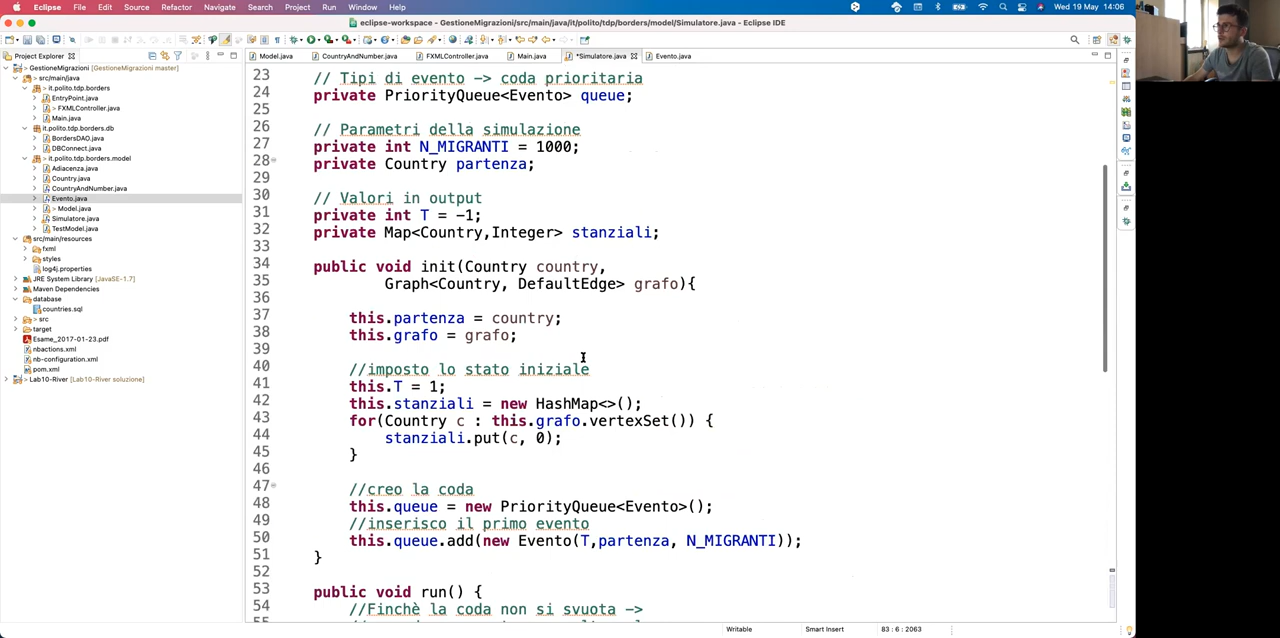 Eclipse File Edit Source Refactor Navigate Search Project Run Window Help Wed 19 May 14:06
eclipse-workspace - GestioneMigrazioni/src/main/java/it/polito/tdp/borders/model/Simulatore.java - Eclipse IDE
Project Explorer
GestioneMigrazioni [GestioneMigrazioni master]
src/main/java
it.polito.tdp.borders
EntryPoint.java
> FXMLController.java
Main.java
it.polito.tdp.borders.db
BordersDAO.java
DBConnect.java
it.polito.tdp.borders.model
Adiacenza.java
Country.java
CountryAndNumber.java
Evento.java
> Model.java
Simulatore.java
TestModel.java
src/main/resources
fxml
styles
log4j.properties
JRE System Library [JavaSE-1.7]
Maven Dependencies
database
countries.sql
> src
target
Esame_2017-01-23.pdf
nbactions.xml
nb-configuration.xml
pom.xml
> Lab10-River [Lab10-River soluzione]
Model.java CountryAndNumber.java FXMLController.java Main.java *Simulatore.java Evento.java
23 // Tipi di evento -> coda prioritaria
24 private PriorityQueue<Evento> queue;
25
26 // Parametri della simulazione
27 private int N_MIGRANTI = 1000;
28 private Country partenza;
29
30 // Valori in output
31 private int T = -1;
32 private Map<Country,Integer> stanziali;
33
34 public void init(Country country,
35 Graph<Country, DefaultEdge> grafo){
36
37 this.partenza = country;
38 this.grafo = grafo;
39
40 //imposto lo stato iniziale
41 this.T = 1;
42 this.stanziali = new HashMap<>();
43 for(Country c : this.grafo.vertexSet()) {
44 stanziali.put(c, 0);
45 }
46
47 //creo la coda
48 this.queue = new PriorityQueue<Evento>();
49 //inserisco il primo evento
50 this.queue.add(new Evento(T,partenza, N_MIGRANTI));
51 }
52
53 public void run() {
54 //Finchè la coda non si svuota ->
Writable Smart Insert 83 : 6 : 2063